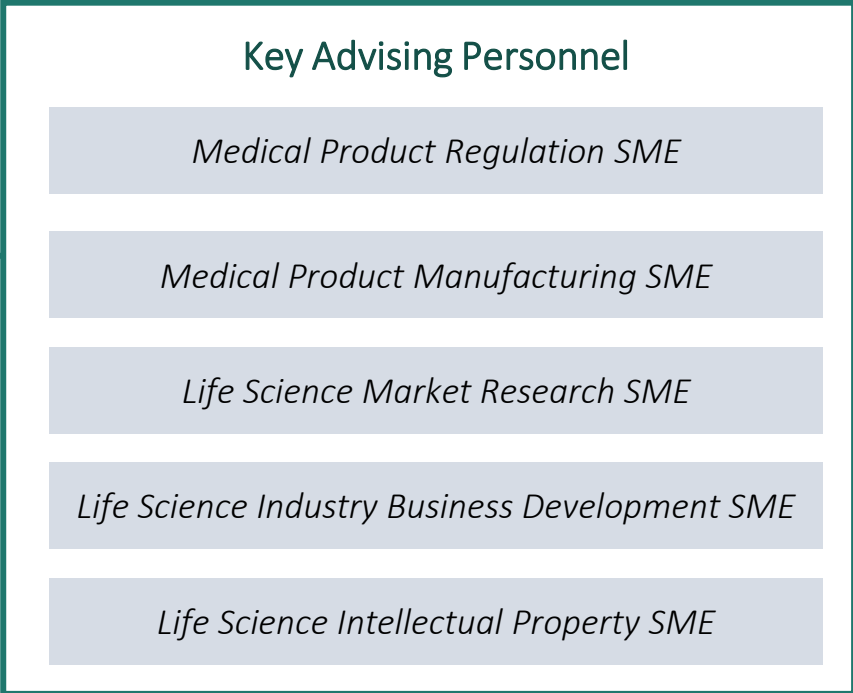 Key Advising Personnel
Medical Product Regulation SME
Medical Product Manufacturing SME
Life Science Market Research SME
Life Science Industry Business Development SME
Life Science Intellectual Property SME